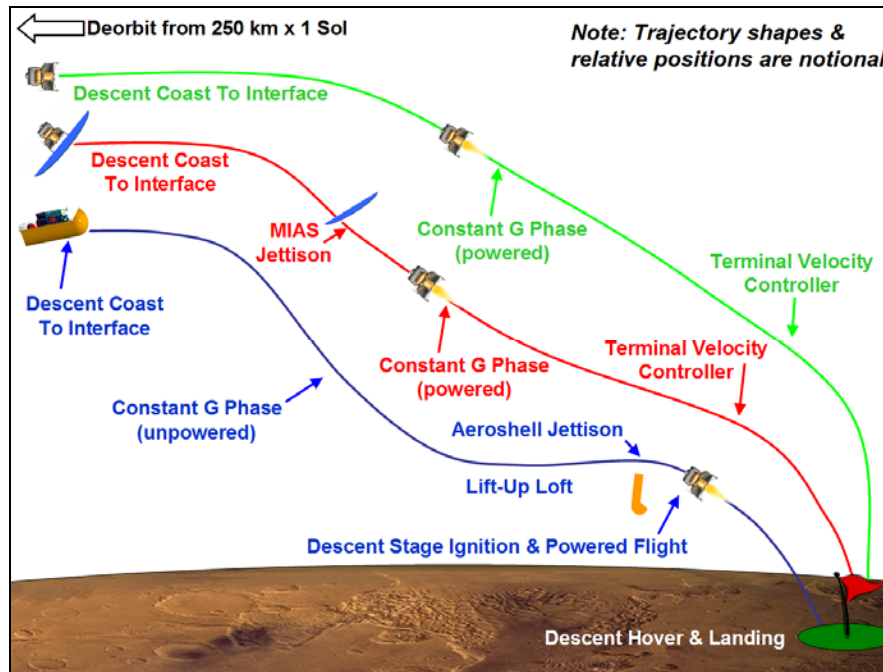 Deorbit from 250 km x 1 Sol
Note: Trajectory shapes &
relative positions are notional
Descent Coast To Interface
Descent Coast
To Interface
MIAS
Jettison
Constant G Phase
(powered)
Terminal Velocity
Controller
Descent Coast
To Interface
Constant G Phase
(powered)
Terminal Velocity
Controller
Constant G Phase
(unpowered)
Aeroshell Jettison
Lift-Up Loft
Descent Stage Ignition & Powered Flight
Descent Hover & Landing